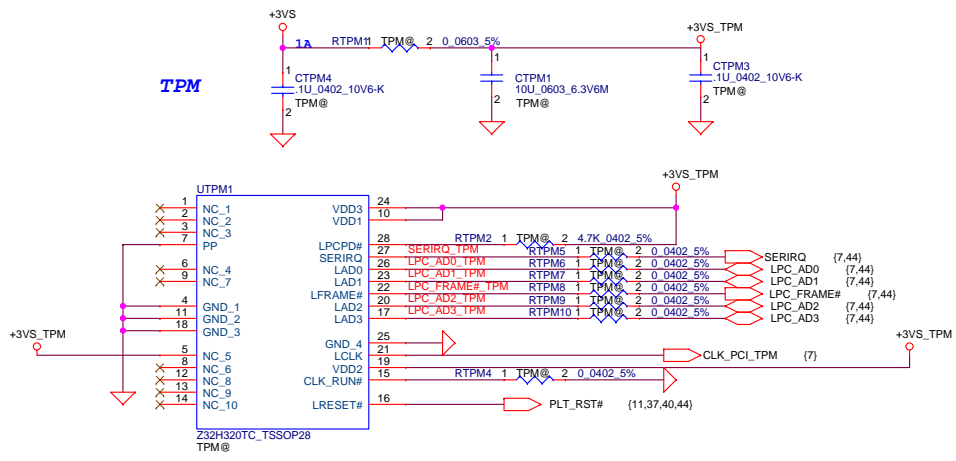 +3VS
+3VS_TPM
1A RTPM11 TPM@ 2 0_0603_5%
TPM
1 CTPM4
.1U_0402_10V6-K
2 TPM@
1 CTPM1
10U_0603_6.3V6M
2 TPM@
1 CTPM3
.1U_0402_10V6-K
2 TPM@
+3VS_TPM
UTPM1
1 NC_1 VDD3 24
2 NC_2 VDD1 10
3 NC_3
7 PP LPCPD# 28 RTPM2 1 TPM@ 2 4.7K_0402_5%
SERIRQ 27 SERIRQ_TPM RTPM5 1 TPM@ 2 0_0402_5% SERIRQ {7,44}
6 NC_4 LAD0 26 LPC_AD0_TPM RTPM6 1 TPM@ 2 0_0402_5% LPC_AD0 {7,44}
9 NC_7 LAD1 23 LPC_AD1_TPM RTPM7 1 TPM@ 2 0_0402_5% LPC_AD1 {7,44}
LFRAME# 22 LPC_FRAME#_TPM RTPM8 1 TPM@ 2 0_0402_5% LPC_FRAME# {7,44}
4 GND_1 LAD2 20 LPC_AD2_TPM RTPM9 1 TPM@ 2 0_0402_5% LPC_AD2 {7,44}
11 GND_2 LAD3 17 LPC_AD3_TPM RTPM10 1 TPM@ 2 0_0402_5% LPC_AD3 {7,44}
18 GND_3
+3VS_TPM
+3VS_TPM
GND_4 25
5 NC_5 LCLK 21 CLK_PCI_TPM {7}
8 NC_6 VDD2 19
12 NC_8 CLK_RUN# 15 RTPM4 1 TPM@ 2 0_0402_5%
13 NC_9
14 NC_10 LRESET# 16 PLT_RST# {11,37,40,44}
Z32H320TC_TSSOP28
TPM@